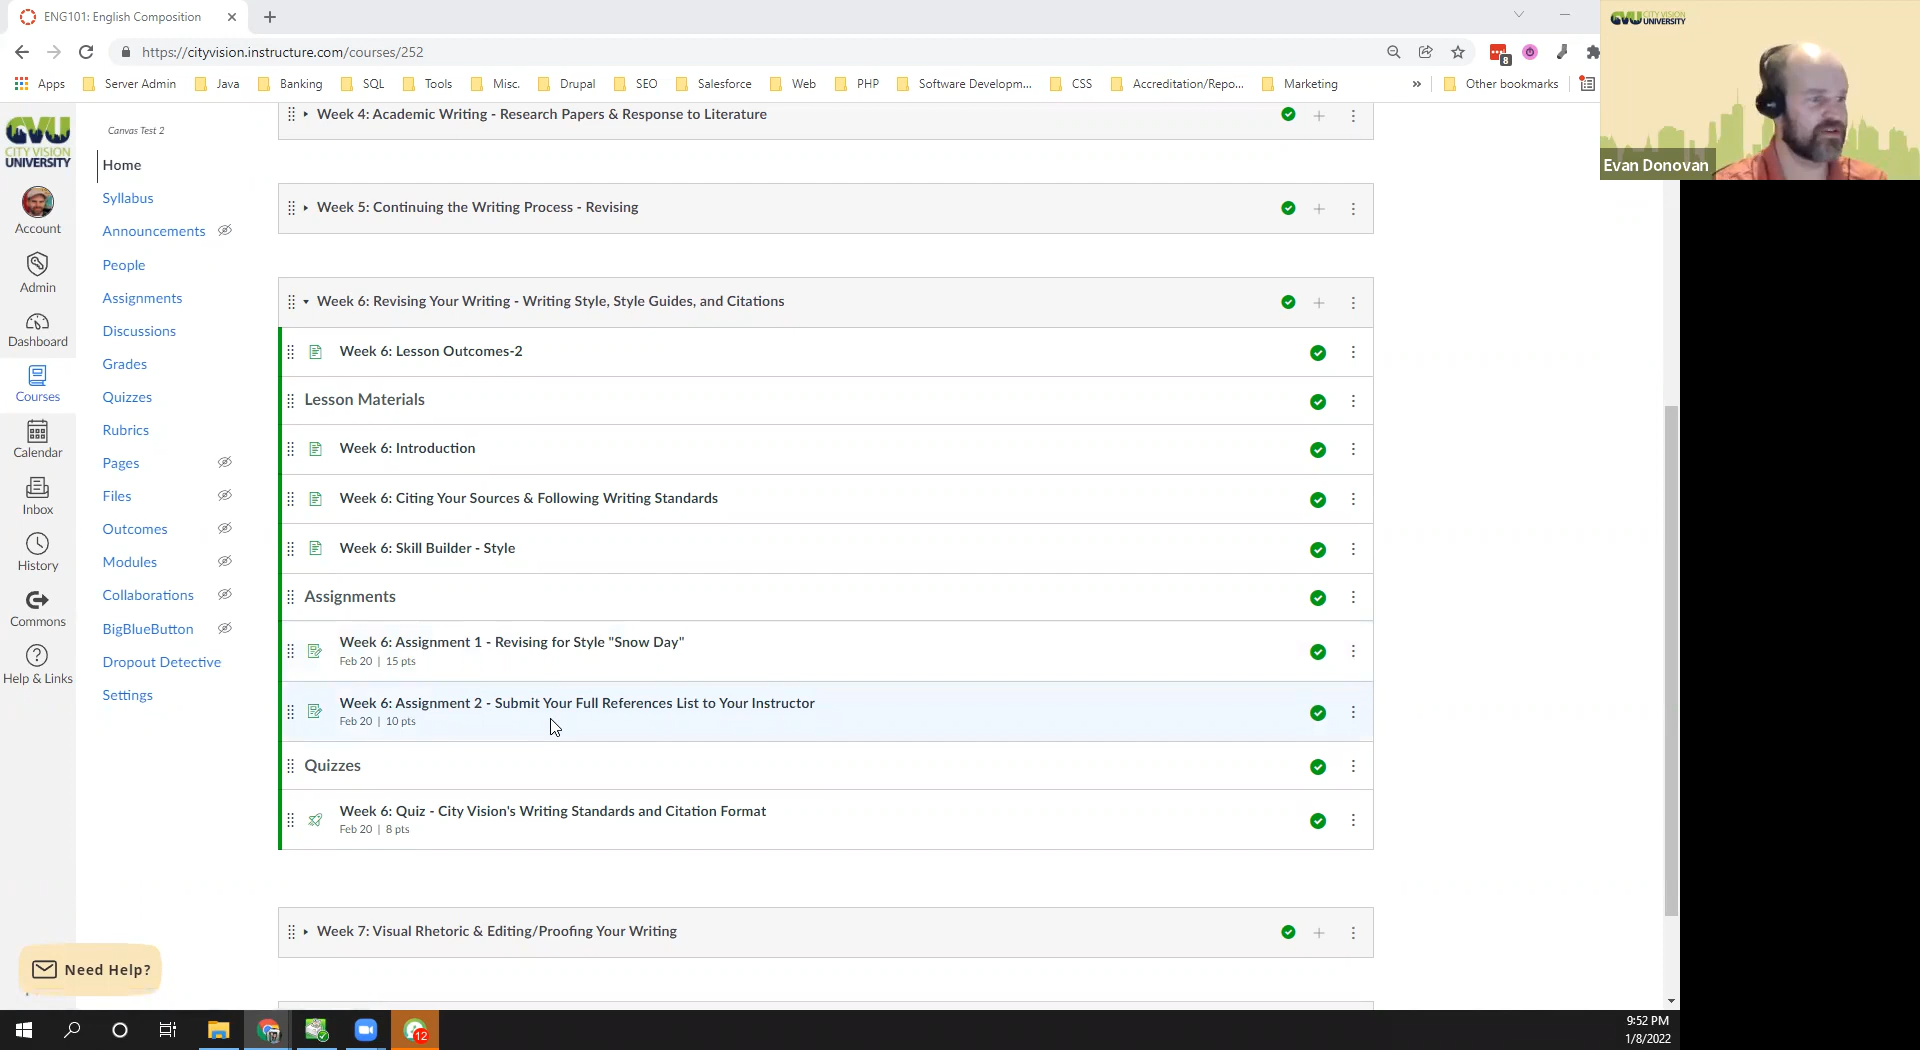 ENG101: English Composition
https://cityvision.instructure.com/courses/252
8
Apps
Server Admin
Java
Banking
SQL
Tools
Misc.
Drupal
SEO
Salesforce
Web
PHP
Software Developm...
CSS
Accreditation/Repo...
Marketing
»
Other bookmarks
CVU CITY VISION UNIVERSITY
Evan Donovan
CVU
CITY VISION
UNIVERSITY
Account
Admin
Dashboard
Courses
Calendar
Inbox
History
Commons
Help & Links
Canvas Test 2
Home
Syllabus
Announcements
People
Assignments
Discussions
Grades
Quizzes
Rubrics
Pages
Files
Outcomes
Modules
Collaborations
BigBlueButton
Dropout Detective
Settings
Week 4: Academic Writing - Research Papers & Response to Literature
Week 5: Continuing the Writing Process - Revising
Week 6: Revising Your Writing - Writing Style, Style Guides, and Citations
Week 6: Lesson Outcomes-2
Lesson Materials
Week 6: Introduction
Week 6: Citing Your Sources & Following Writing Standards
Week 6: Skill Builder - Style
Assignments
Week 6: Assignment 1 - Revising for Style "Snow Day"
Feb 20 | 15 pts
Week 6: Assignment 2 - Submit Your Full References List to Your Instructor
Feb 20 | 10 pts
Quizzes
Week 6: Quiz - City Vision's Writing Standards and Citation Format
Feb 20 | 8 pts
Week 7: Visual Rhetoric & Editing/Proofing Your Writing
Need Help?
12
9:52 PM
1/8/2022